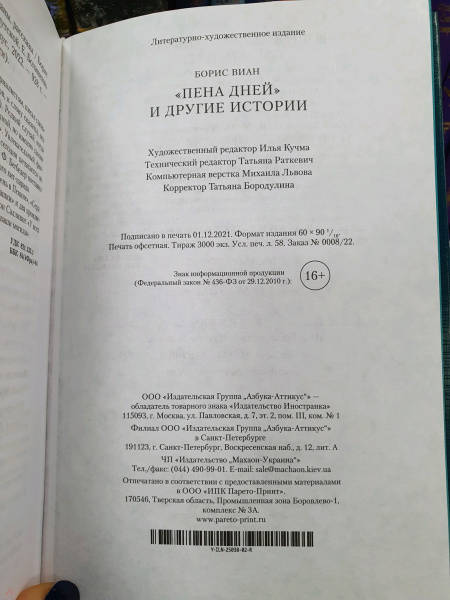 Литературно-художественное издание
БОРИС ВИАН
«ПЕНА ДНЕЙ»
И ДРУГИЕ ИСТОРИИ
Художественный редактор Илья Кучма
Технический редактор Татьяна Раткевич
Компьютерная верстка Михаила Львова
Корректор Татьяна Бородулина
Подписано в печать 01.12.2021. Формат издания 60 × 90 1/16.
Печать офсетная. Тираж 3000 экз. Усл. печ. л. 58. Заказ № 0008/22.
Знак информационной продукции
(Федеральный закон № 436-ФЗ от 29.12.2010 г.):
16+
ООО «Издательская Группа „Азбука-Аттикус“» —
обладатель товарного знака «Издательство Иностранка»
115093, г. Москва, ул. Павловская, д. 7, эт. 2, пом. III, ком. № 1
Филиал ООО «Издательская Группа „Азбука-Аттикус“»
в Санкт-Петербурге
191123, г. Санкт-Петербург, Воскресенская наб., д. 12, лит. А
ЧП «Издательство „Махаон-Украина“»
Тел./факс: (044) 490-99-01. E-mail: sale@machaon.kiev.ua
Отпечатано в соответствии с предоставленными материалами
в ООО «ИПК Парето-Принт».
170546, Тверская область, Промышленная зона Боровлево-1,
комплекс № 3А.
www.pareto-print.ru
Y-ILN-25098-02-R